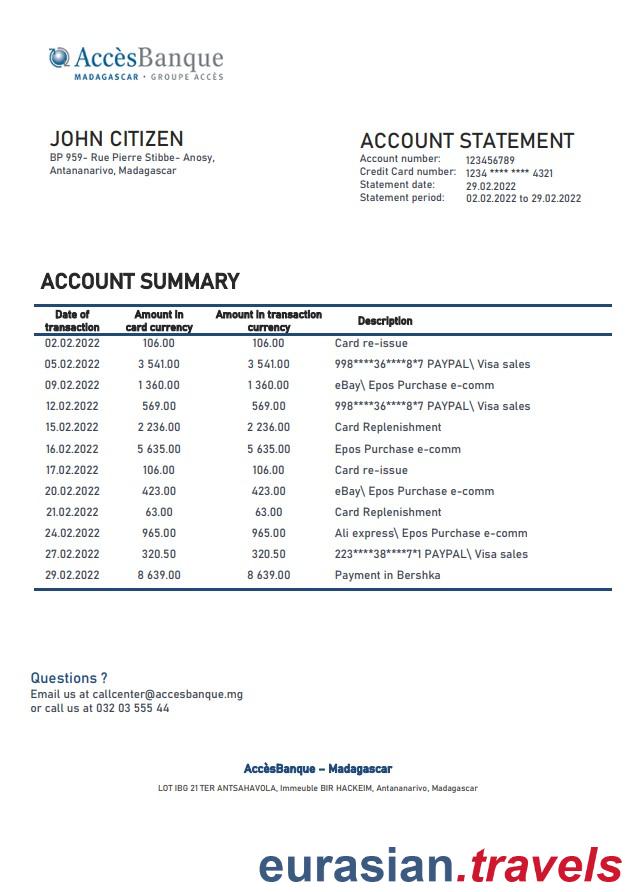 AccèsBanque
MADAGASCAR · GROUPE ACCÈS
JOHN CITIZEN
BP 959- Rue Pierre Stibbe- Anosy,
Antananarivo, Madagascar
ACCOUNT STATEMENT
Account number: 123456789
Credit Card number: 1234 **** **** 4321
Statement date: 29.02.2022
Statement period: 02.02.2022 to 29.02.2022
ACCOUNT SUMMARY
Date of transaction Amount in card currency Amount in transaction currency Description
02.02.2022 106.00 106.00 Card re-issue
05.02.2022 3 541.00 3 541.00 998****36****8*7 PAYPAL\ Visa sales
09.02.2022 1 360.00 1 360.00 eBay\ Epos Purchase e-comm
12.02.2022 569.00 569.00 998****36****8*7 PAYPAL\ Visa sales
15.02.2022 2 236.00 2 236.00 Card Replenishment
16.02.2022 5 635.00 5 635.00 Epos Purchase e-comm
17.02.2022 106.00 106.00 Card re-issue
20.02.2022 423.00 423.00 eBay\ Epos Purchase e-comm
21.02.2022 63.00 63.00 Card Replenishment
24.02.2022 965.00 965.00 Ali express\ Epos Purchase e-comm
27.02.2022 320.50 320.50 223****38****7*1 PAYPAL\ Visa sales
29.02.2022 8 639.00 8 639.00 Payment in Bershka
Questions ?
Email us at callcenter@accesbanque.mg
or call us at 032 03 555 44
AccèsBanque – Madagascar
LOT IBG 21 TER ANTSAHAVOLA, Immeuble BIR HACKEIM, Antananarivo, Madagascar
eurasian.travels